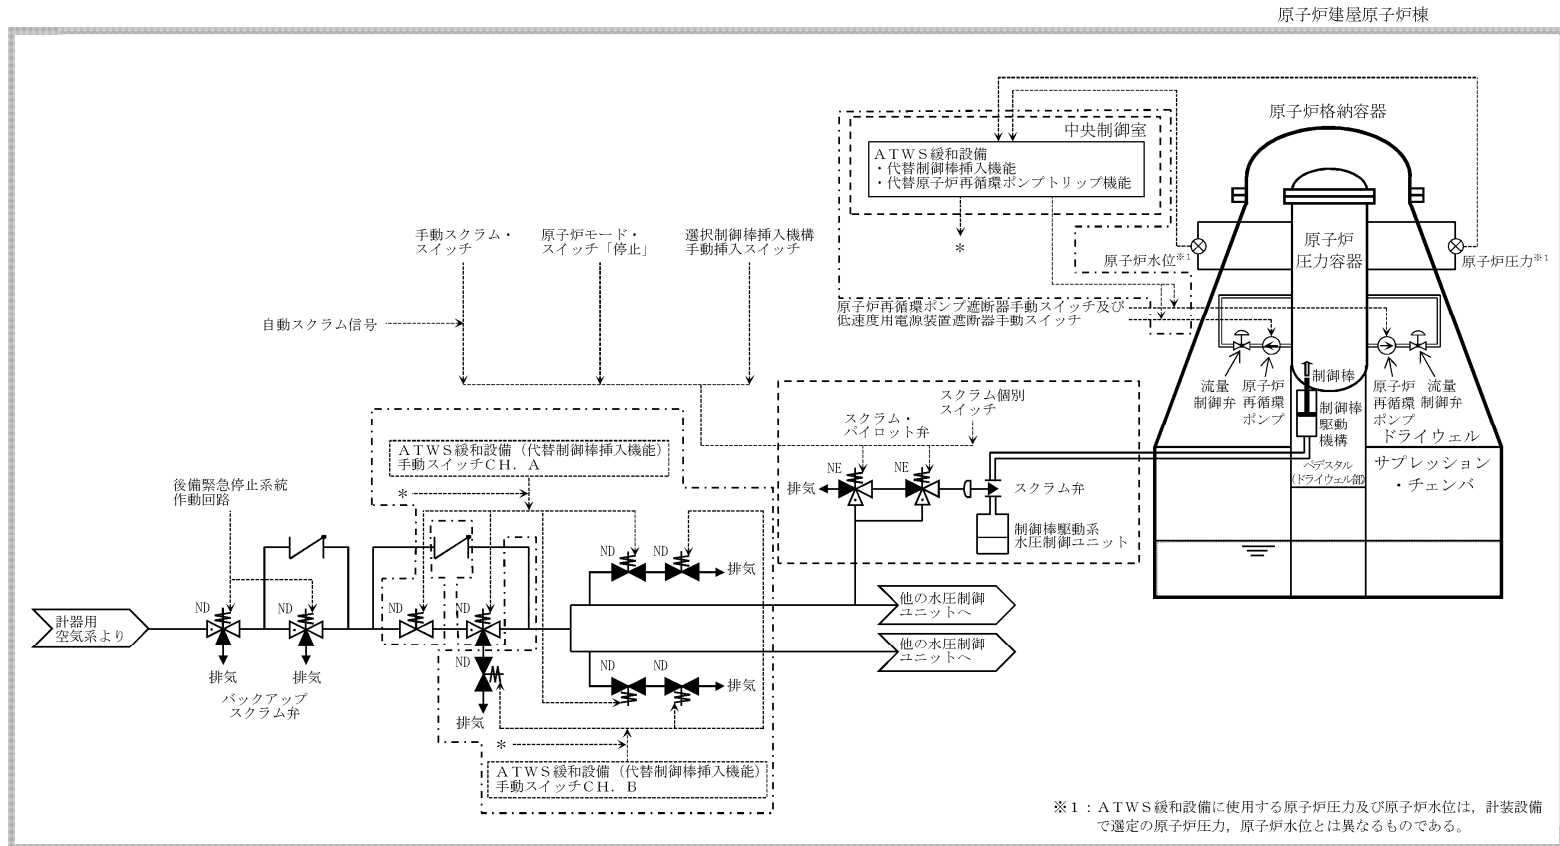 原子炉建屋原子炉棟
原子炉格納容器
中央制御室
ＡＴＷＳ緩和設備
・代替制御棒挿入機能
・代替原子炉再循環ポンプトリップ機能
＊
原子炉水位※1
原子炉
圧力容器
原子炉圧力※1
手動スクラム・
スイッチ
原子炉モード・
スイッチ「停止」
選択制御棒挿入機構
手動挿入スイッチ
自動スクラム信号
原子炉再循環ポンプ遮断器手動スイッチ及び
低速度用電源装置遮断器手動スイッチ
流量
制御弁
原子炉
再循環
ポンプ
制御棒
制御棒
駆動
機構
原子炉
再循環
ポンプ
流量
制御弁
ドライウェル
ペデスタル
(ドライウェル部)
サプレッション
・チェンバ
スクラム個別
スイッチ
スクラム・
パイロット弁
NE
NE
排気
スクラム弁
制御棒駆動系
水圧制御ユニット
ＡＴＷＳ緩和設備（代替制御棒挿入機能）
手動スイッチＣＨ．Ａ
＊
後備緊急停止系統
作動回路
ND
ND
排気
排気
バックアップ
スクラム弁
計器用
空気系より
ND
ND
ND
排気
ND
ND
排気
ND
ND
排気
他の水圧制御
ユニットへ
他の水圧制御
ユニットへ
＊
ＡＴＷＳ緩和設備（代替制御棒挿入機能）
手動スイッチＣＨ．Ｂ
※１：ＡＴＷＳ緩和設備に使用する原子炉圧力及び原子炉水位は，計装設備
で選定の原子炉圧力，原子炉水位とは異なるものである。